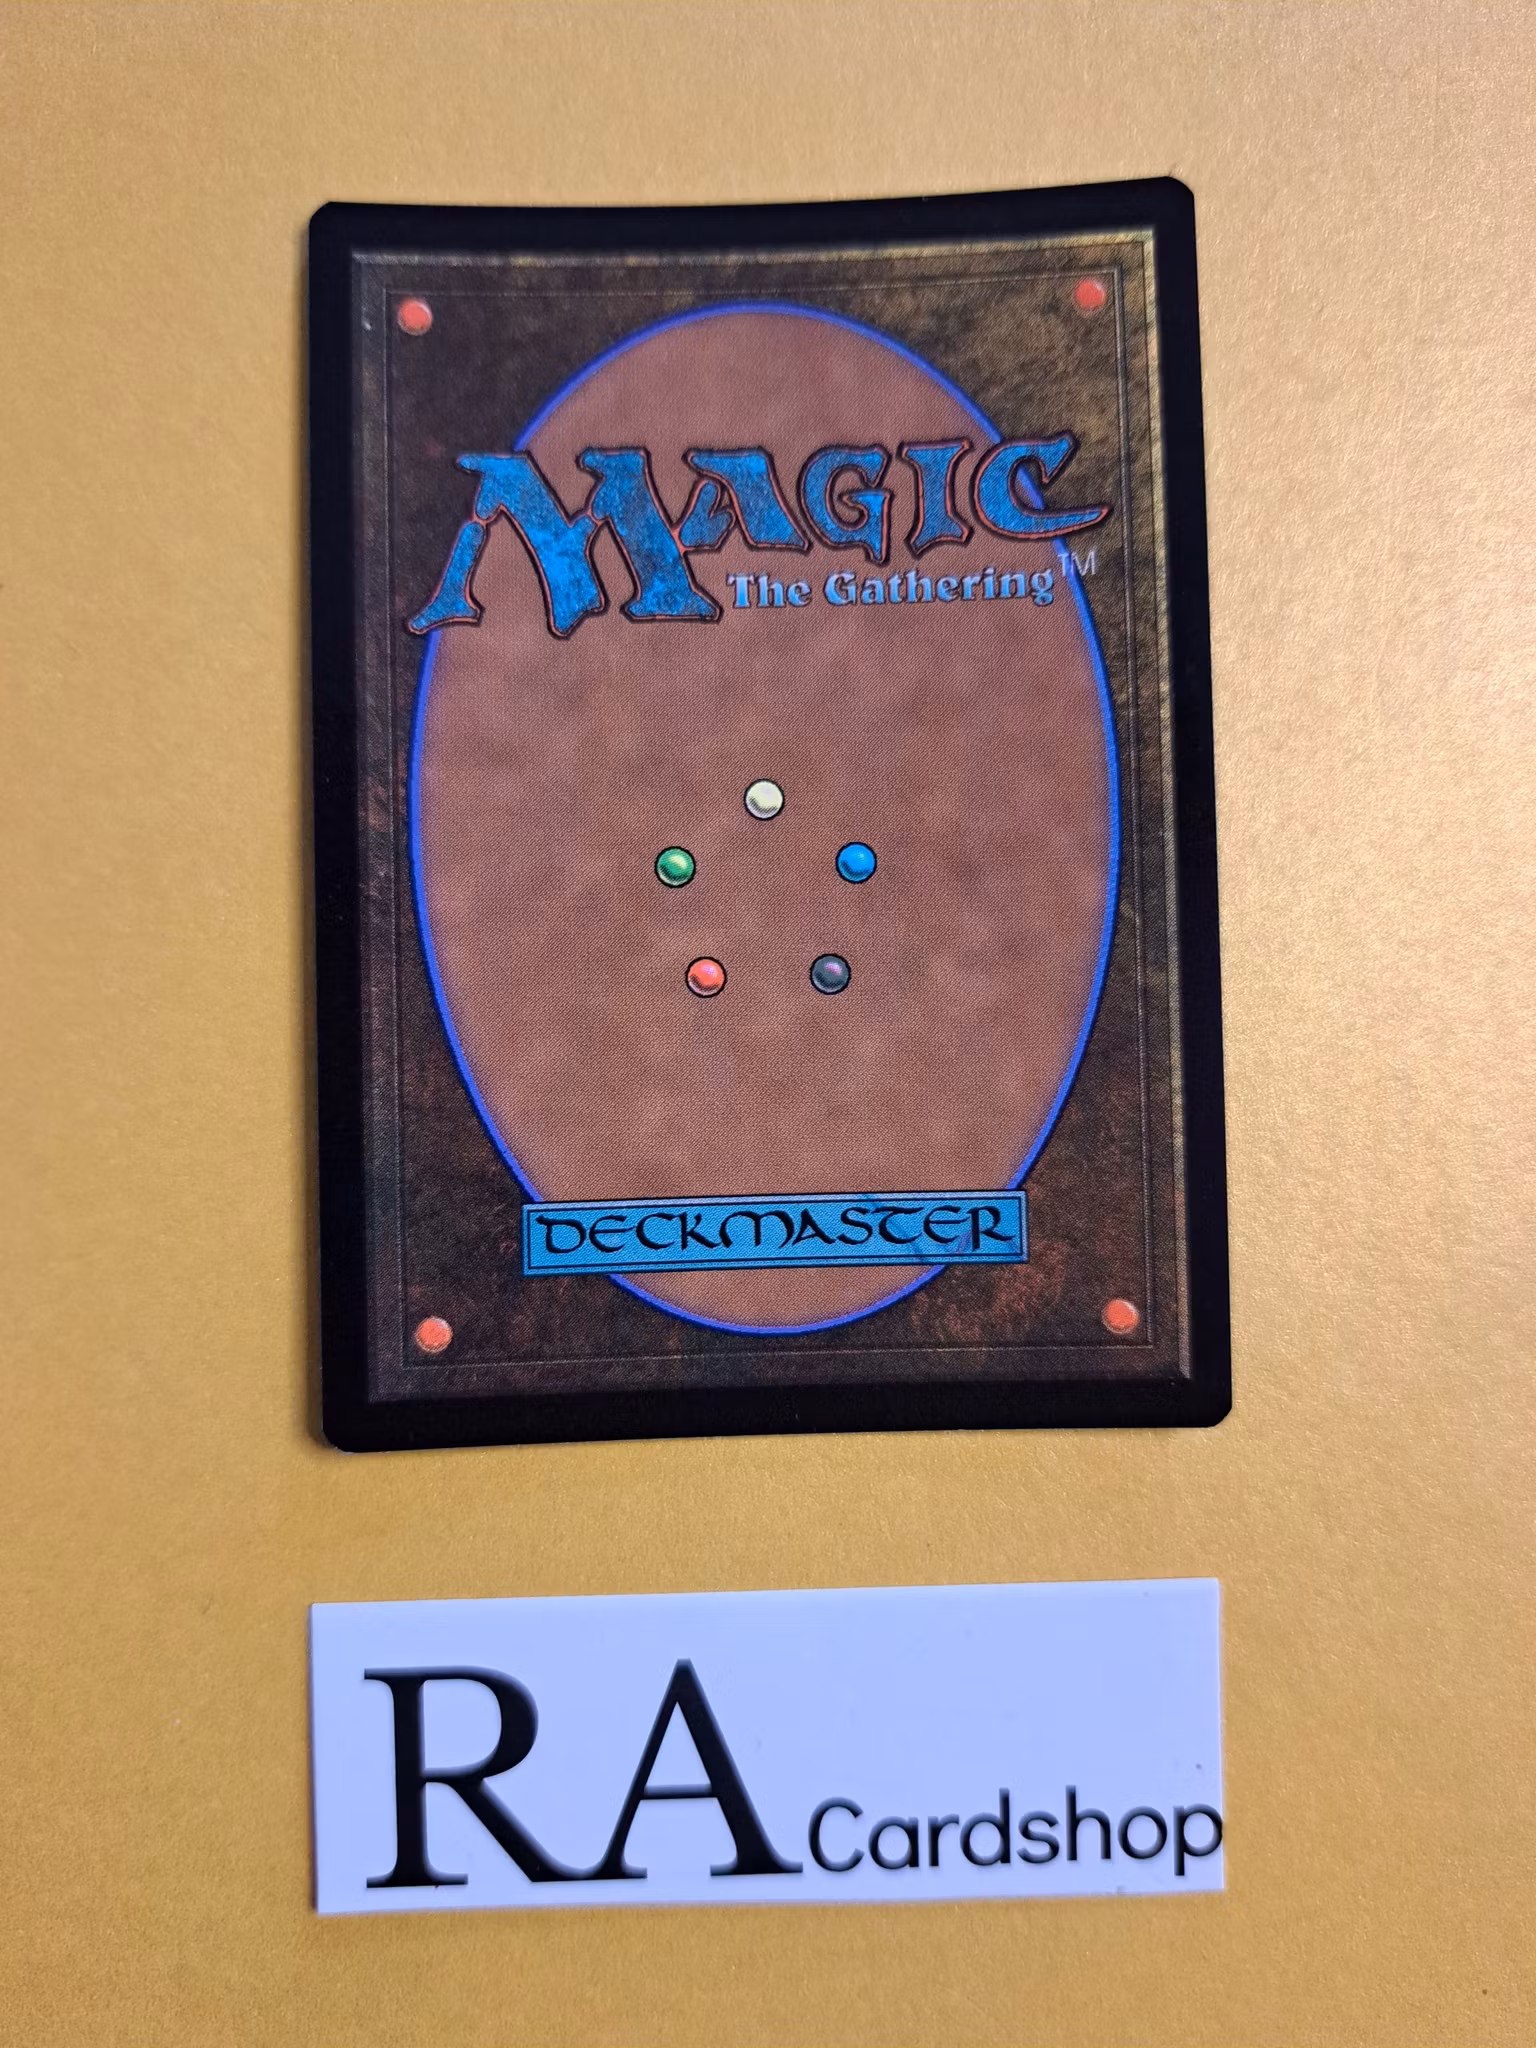 MAGIC
The Gathering™
DECKMASTER
RA Cardshop